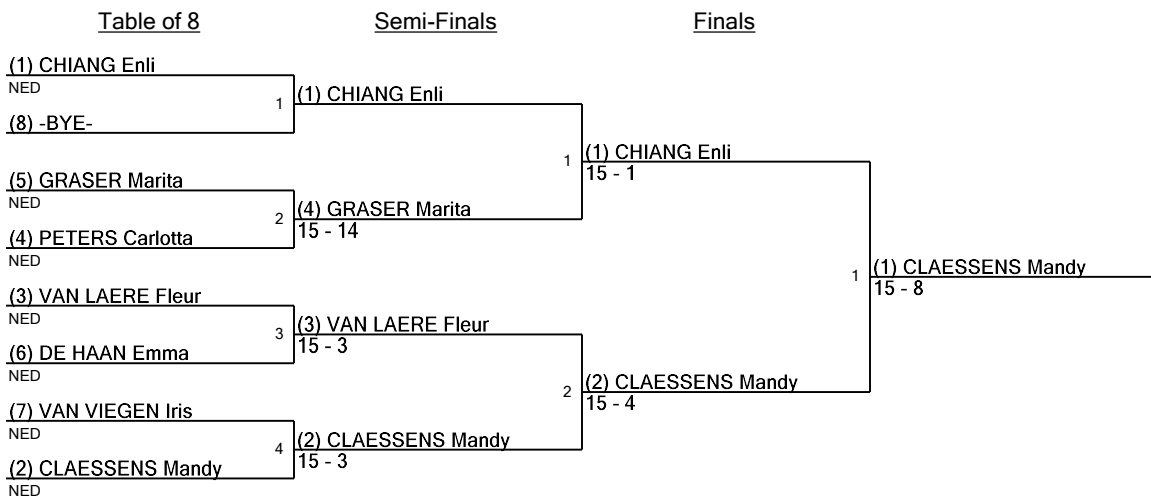 Table of 8
Semi-Finals
Finals
(1) CHIANG Enli
NED
1
(8) -BYE-
(5) GRASER Marita
NED
2
(4) PETERS Carlotta
NED
(3) VAN LAERE Fleur
NED
3
(6) DE HAAN Emma
NED
(7) VAN VIEGEN Iris
NED
4
(2) CLAESSENS Mandy
NED
(1) CHIANG Enli
1
(4) GRASER Marita
15 - 14
(3) VAN LAERE Fleur
15 - 3
2
(2) CLAESSENS Mandy
15 - 3
(1) CHIANG Enli
15 - 1
1
(2) CLAESSENS Mandy
15 - 4
(1) CLAESSENS Mandy
15 - 8